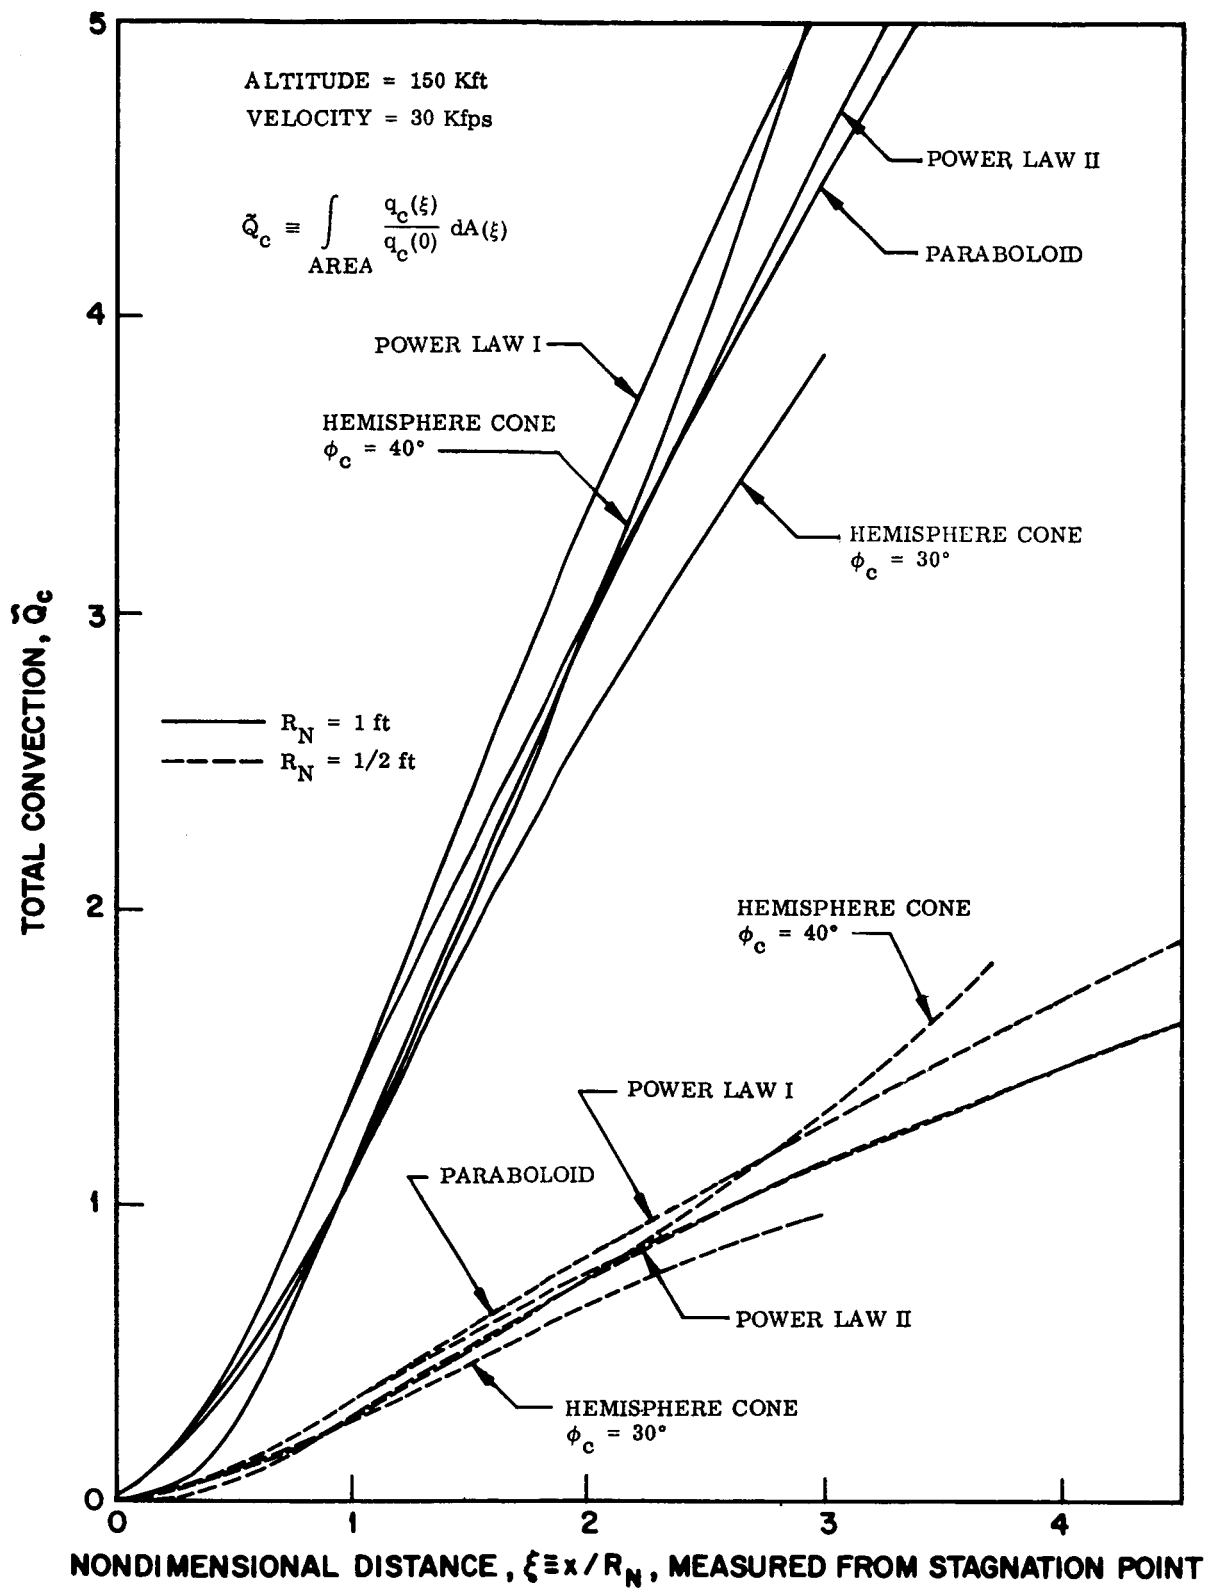 5
ALTITUDE = 150 Kft
VELOCITY = 30 Kfps
Q̃c ≡ ∫AREA qc(ξ)/qc(0) dA(ξ)
POWER LAW II
PARABOLOID
4
POWER LAW I
HEMISPHERE CONE
ϕc = 40°
HEMISPHERE CONE
ϕc = 30°
3
RN = 1 ft
RN = 1/2 ft
TOTAL CONVECTION, Q̃c
2
HEMISPHERE CONE
ϕc = 40°
POWER LAW I
PARABOLOID
1
POWER LAW II
HEMISPHERE CONE
ϕc = 30°
0
0 1 2 3 4
NONDIMENSIONAL DISTANCE, ξ≡x/RN, MEASURED FROM STAGNATION POINT